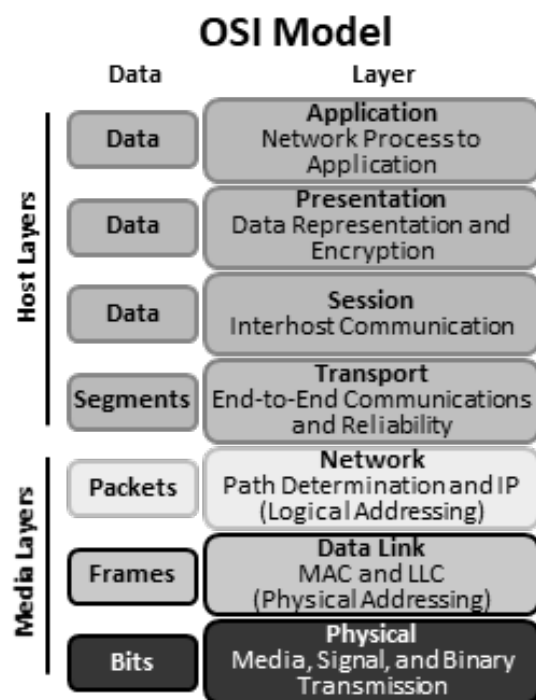 OSI Model
Data Layer
Host Layers
Data
Application
Network Process to
Application
Data
Presentation
Data Representation and
Encryption
Data
Session
Interhost Communication
Segments
Transport
End-to-End Communications
and Reliability
Media Layers
Packets
Network
Path Determination and IP
(Logical Addressing)
Frames
Data Link
MAC and LLC
(Physical Addressing)
Bits
Physical
Media, Signal, and Binary
Transmission